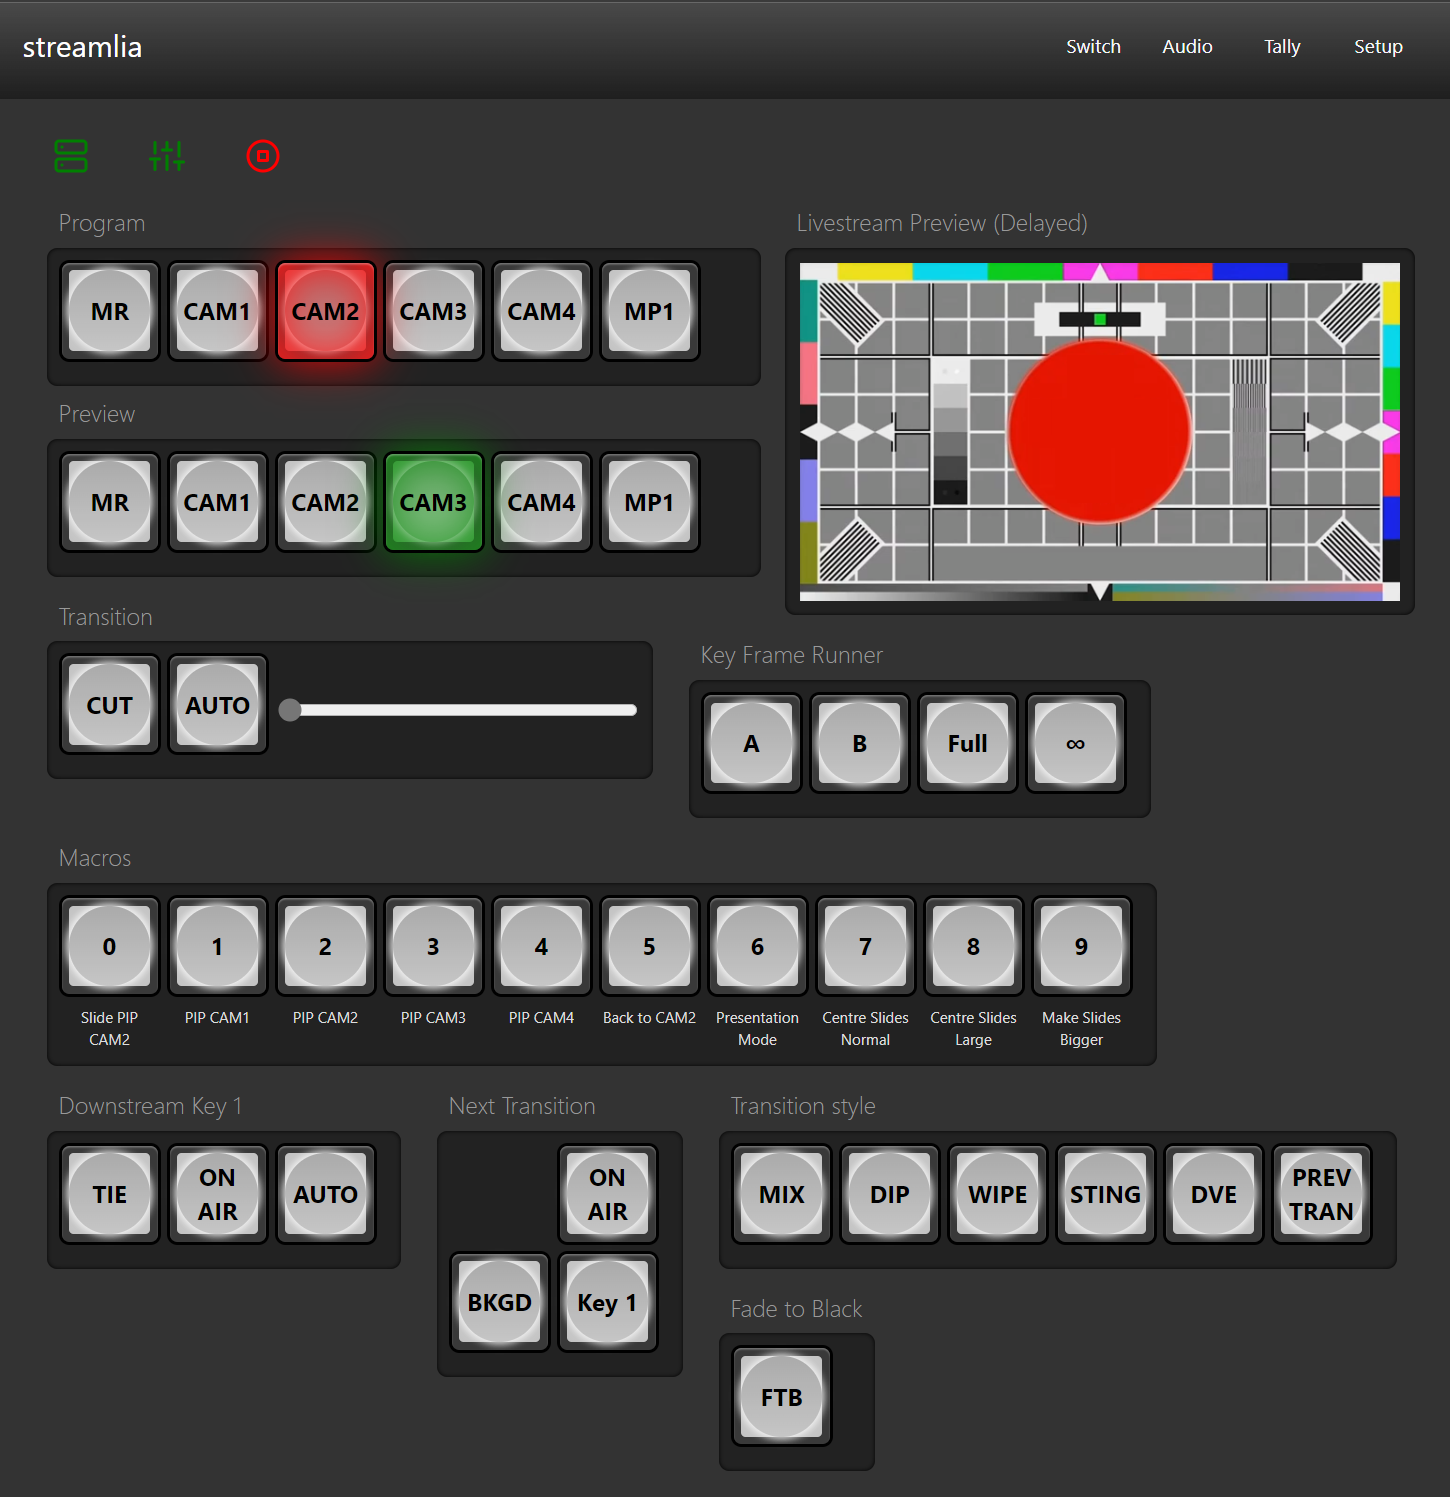 streamlia
Switch Audio Tally Setup
Program
MR CAM1 CAM2 CAM3 CAM4 MP1
Preview
MR CAM1 CAM2 CAM3 CAM4 MP1
Livestream Preview (Delayed)
Transition
CUT AUTO
Key Frame Runner
A B Full ∞
Macros
0 1 2 3 4 5 6 7 8 9
Slide PIP
CAM2
PIP CAM1
PIP CAM2
PIP CAM3
PIP CAM4
Back to CAM2
Presentation
Mode
Centre Slides
Normal
Centre Slides
Large
Make Slides
Bigger
Downstream Key 1
TIE
ON
AIR
AUTO
Next Transition
ON
AIR
BKGD Key 1
Transition style
MIX DIP WIPE STING DVE
PREV
TRAN
Fade to Black
FTB